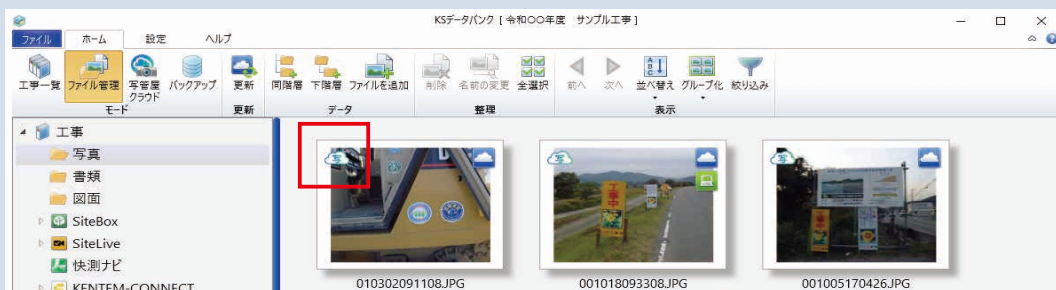 KSデータバンク [ 令和〇〇年度 サンプル工事 ]
ファイル ホーム 設定 ヘルプ
工事一覧 ファイル管理 写管屋クラウド バックアップ 更新 同階層 下階層 ファイルを追加 削除 名前の変更 全選択 前へ 次へ 並べ替え グループ化 絞り込み
モード 更新 データ 整理 表示
工事
写真
書類
図面
SiteBox
SiteLive
快測ナビ
KENTEM-CONNECT
写
写
写
工事中
010302091108.JPG
001018093308.JPG
001005170426.JPG